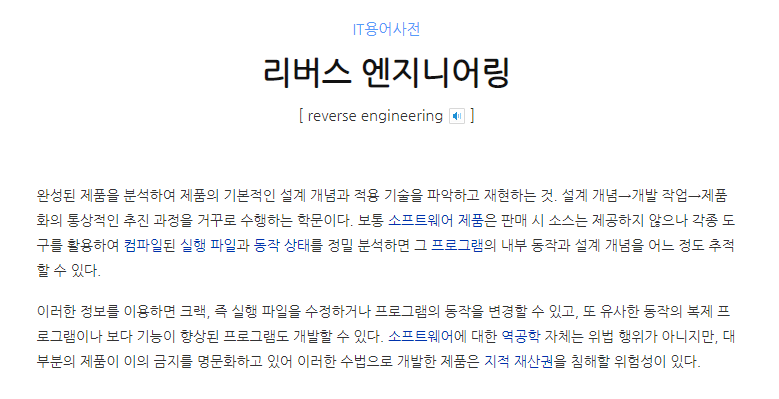 IT용어사전
리버스 엔지니어링
[ reverse engineering ]
완성된 제품을 분석하여 제품의 기본적인 설계 개념과 적용 기술을 파악하고 재현하는 것. 설계 개념→개발 작업→제품
화의 통상적인 추진 과정을 거꾸로 수행하는 학문이다. 보통 소프트웨어 제품은 판매 시 소스는 제공하지 않으나 각종 도
구를 활용하여 컴파일된 실행 파일과 동작 상태를 정밀 분석하면 그 프로그램의 내부 동작과 설계 개념을 어느 정도 추적
할 수 있다.
이러한 정보를 이용하면 크랙, 즉 실행 파일을 수정하거나 프로그램의 동작을 변경할 수 있고, 또 유사한 동작의 복제 프
로그램이나 보다 기능이 향상된 프로그램도 개발할 수 있다. 소프트웨어에 대한 역공학 자체는 위법 행위가 아니지만, 대
부분의 제품이 이의 금지를 명문화하고 있어 이러한 수법으로 개발한 제품은 지적 재산권을 침해할 위험성이 있다.